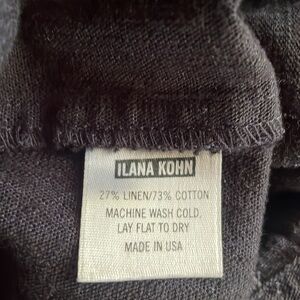 ILANA KOHN
27% LINEN/73% COTTON
MACHINE WASH COLD,
LAY FLAT TO DRY
MADE IN USA